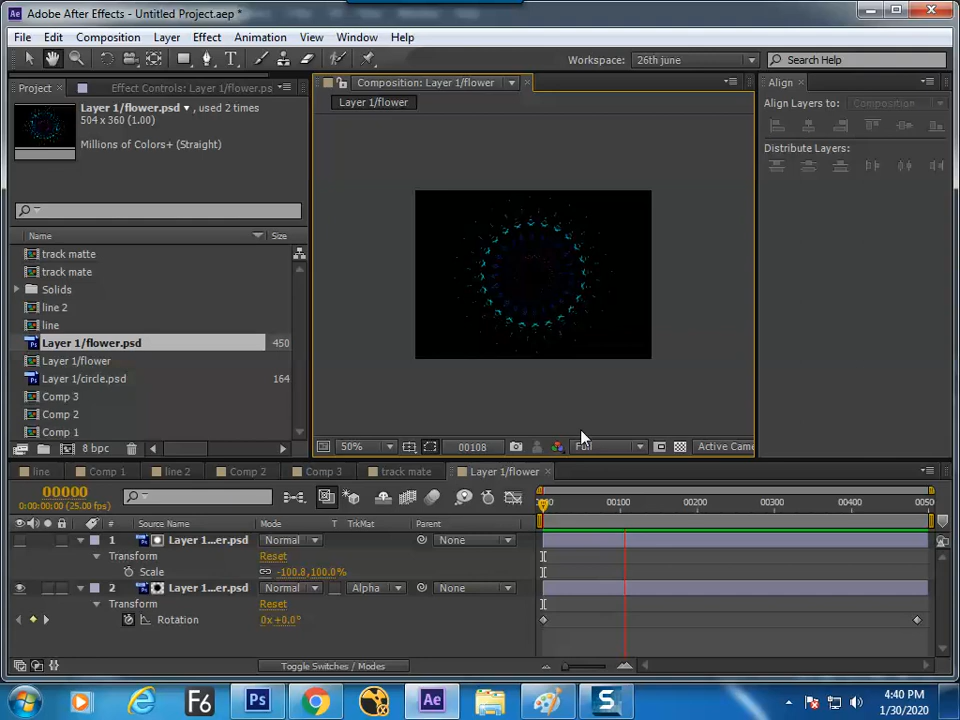 Adobe After Effects - Untitled Project.aep *
File Edit Composition Layer Effect Animation View Window Help
Workspace: 26th june Search Help
Project Effect Controls: Layer 1/flower.ps
Composition: Layer 1/flower
Align
Layer 1/flower
Layer 1/flower.psd , used 2 times
504 x 360 (1.00)
Millions of Colors+ (Straight)
Align Layers to: Composition
Distribute Layers:
Name Size
track matte
track mate
Solids
line 2
line
Layer 1/flower.psd 450
Layer 1/flower
Layer 1/circle.psd 164
Comp 3
Comp 2
Comp 1
8 bpc
50% 00108 Full Active Came
line Comp 1 line 2 Comp 2 Comp 3 track mate Layer 1/flower
00000
0:00:00:00 (25.00 fps)
00100 00200 00300 00400 0050
# Source Name Mode T TrkMat Parent
1 Layer 1...er.psd Normal None
Transform Reset
Scale -100.8,100.0%
2 Layer 1...er.psd Normal Alpha None
Transform Reset
Rotation 0x+0.0°
Toggle Switches / Modes
F6 Ps Ae S
4:40 PM
1/30/2020